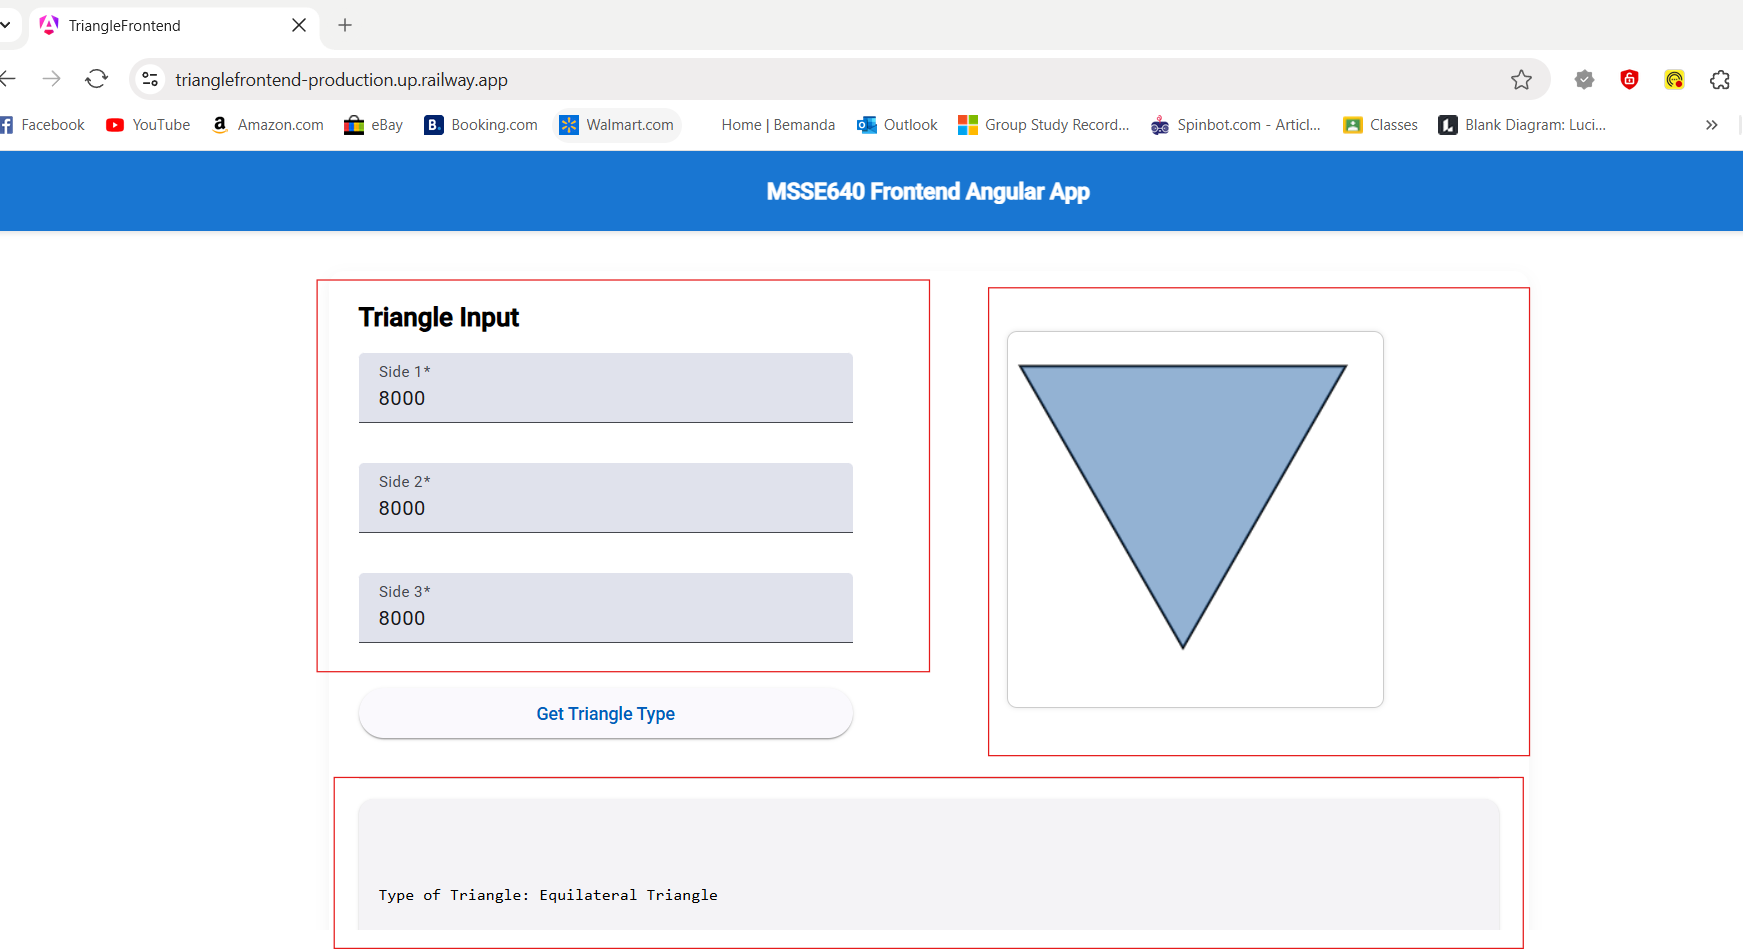 TriangleFrontend
trianglefrontend-production.up.railway.app
Facebook YouTube Amazon.com eBay Booking.com Walmart.com Home | Bemanda Outlook Group Study Record... Spinbot.com - Articl... Classes Blank Diagram: Luci...
MSSE640 Frontend Angular App
Triangle Input
Side 1*
8000
Side 2*
8000
Side 3*
8000
Get Triangle Type
Type of Triangle: Equilateral Triangle